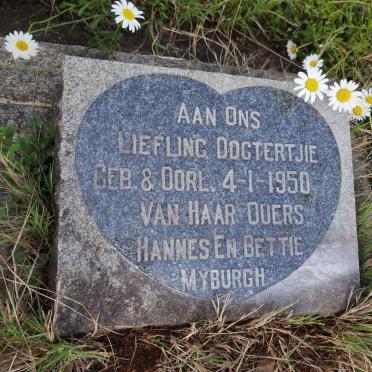 AAN ONS
LIEFLING DOGTERTJIE
GEB & OORL. 4-1-1950
VAN HAAR OUERS
HANNES EN BETTIE
MYBURGH